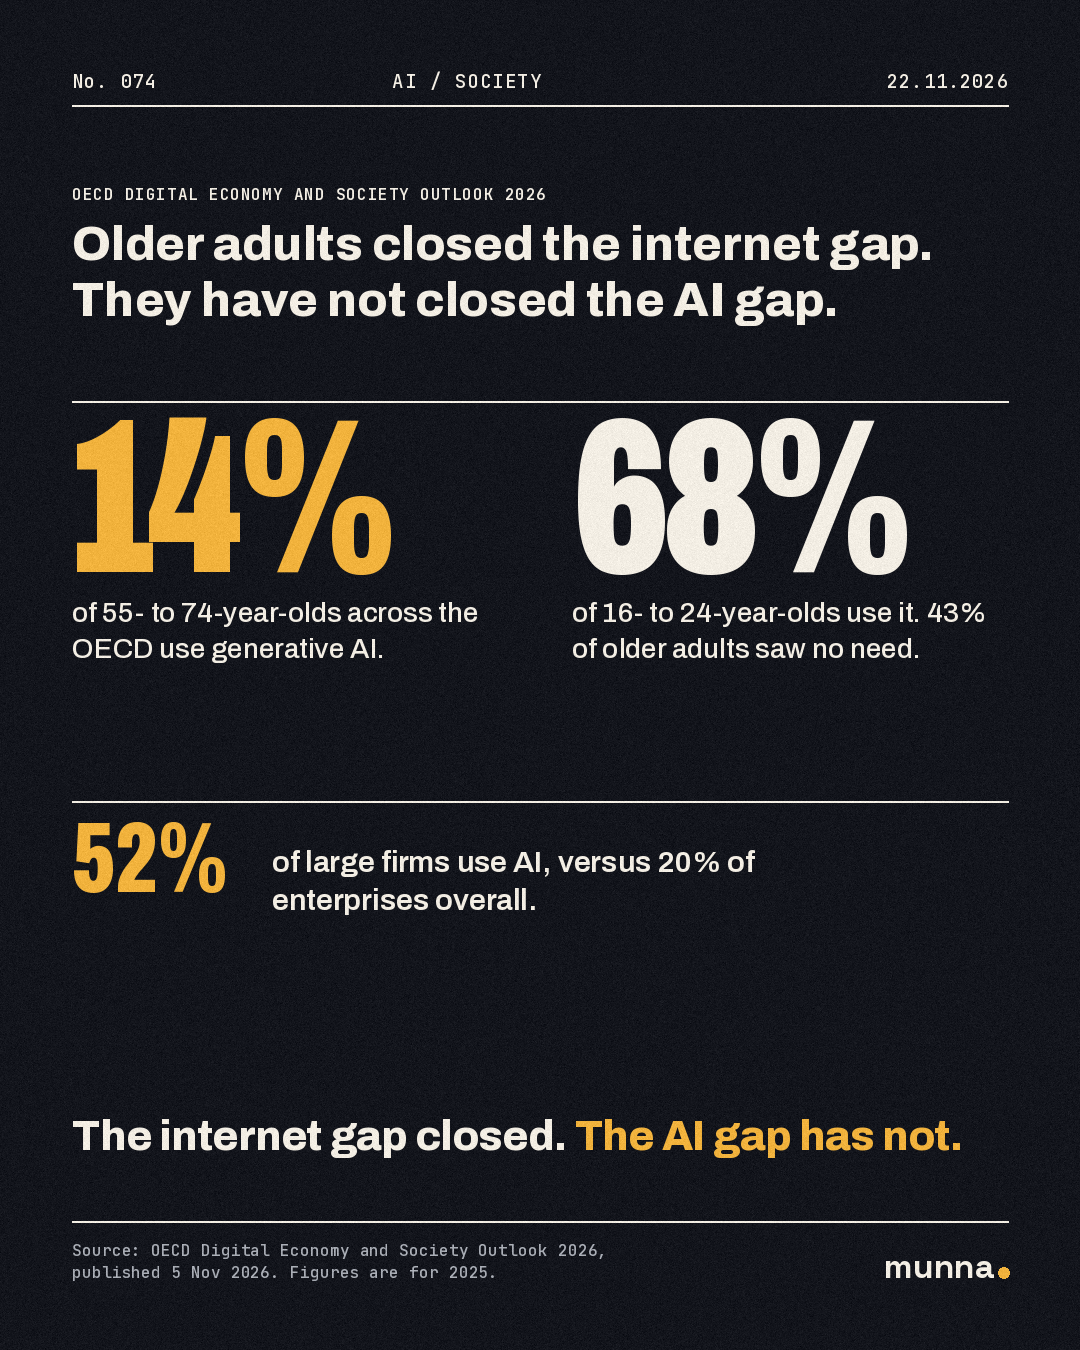 No. 074
AI / SOCIETY
22.11.2026
OECD DIGITAL ECONOMY AND SOCIETY OUTLOOK 2026
Older adults closed the internet gap.
They have not closed the AI gap.
14%
of 55- to 74-year-olds across the
OECD use generative AI.
68%
of 16- to 24-year-olds use it. 43%
of older adults saw no need.
52%
of large firms use AI, versus 20% of
enterprises overall.
The internet gap closed. The AI gap has not.
Source: OECD Digital Economy and Society Outlook 2026,
published 5 Nov 2026. Figures are for 2025.
munna.